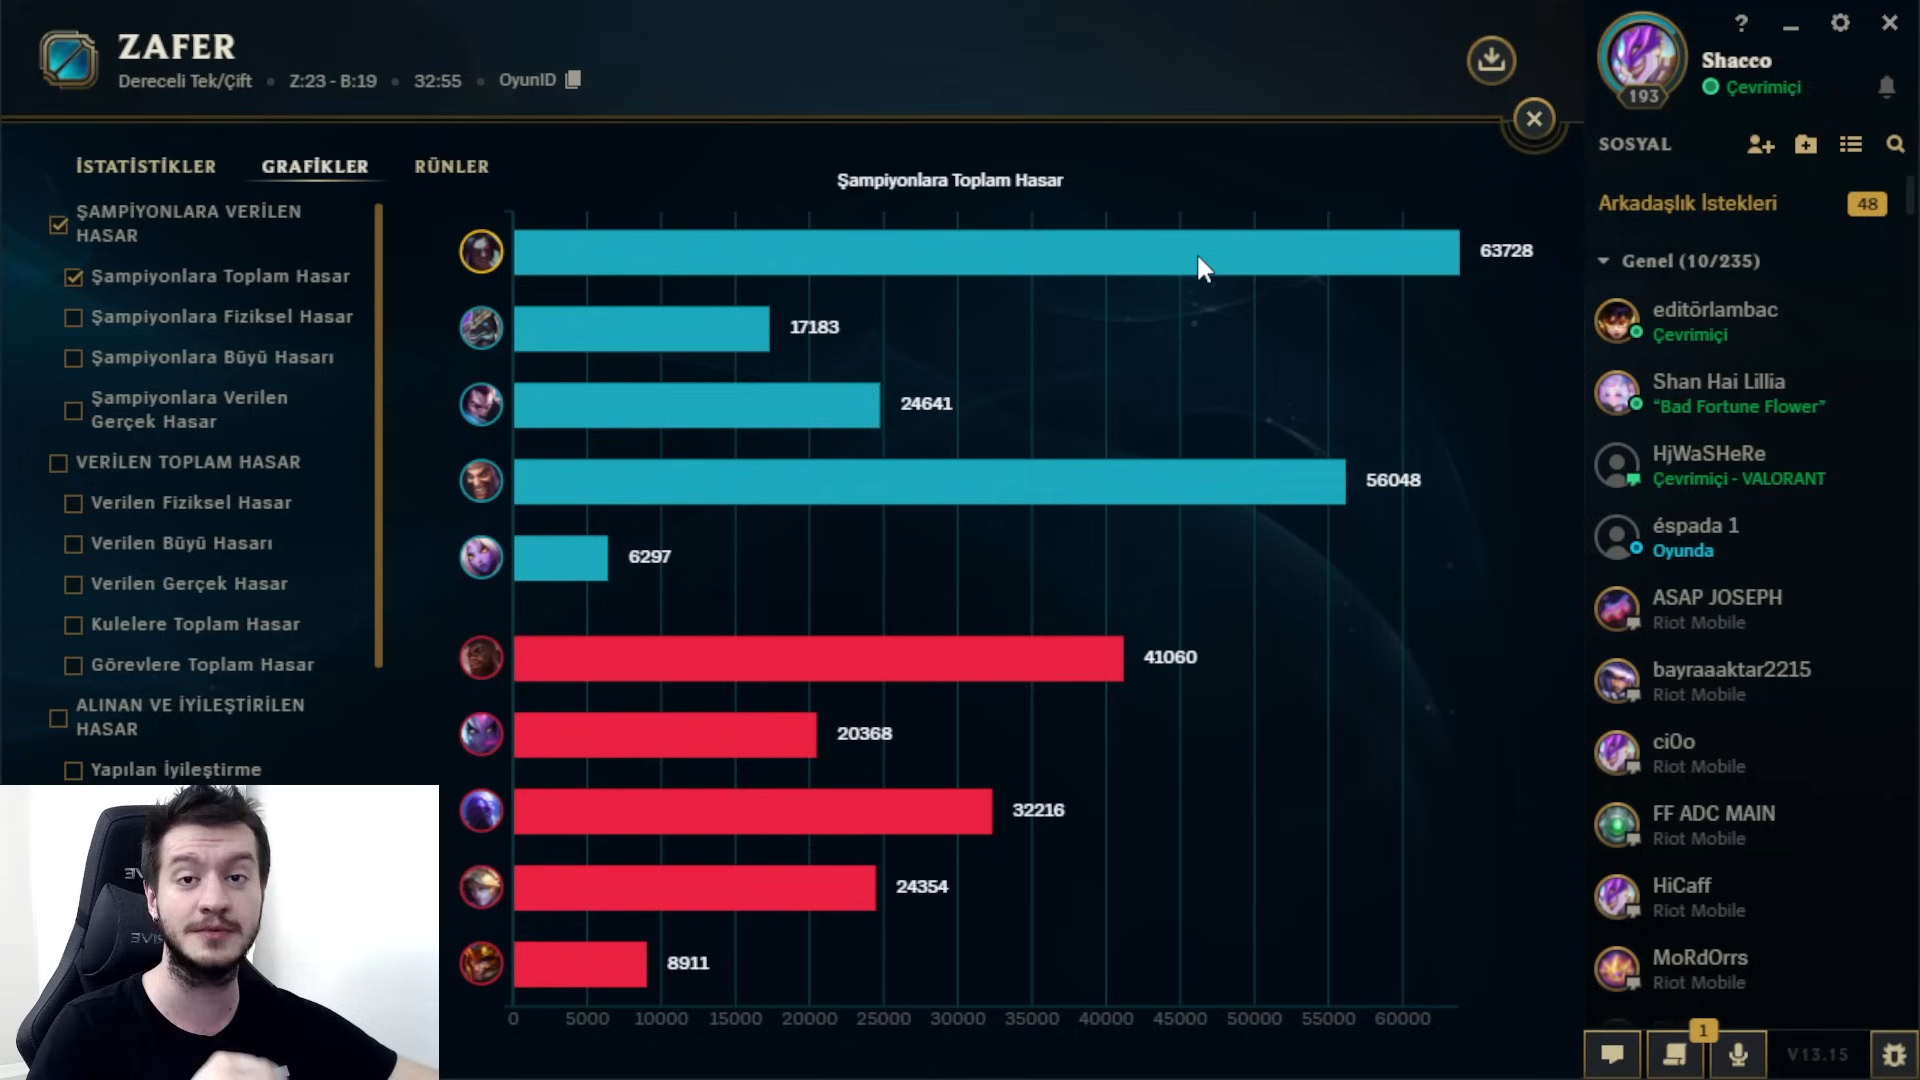 ZAFER
Dereceli Tek/Çift • Z:23 - B:19 • 32:55 • OyunID
İSTATİSTİKLER
GRAFİKLER
RÜNLER
ŞAMPİYONLARA VERİLEN
HASAR
Şampiyonlara Toplam Hasar
Şampiyonlara Fiziksel Hasar
Şampiyonlara Büyü Hasarı
Şampiyonlara Verilen
Gerçek Hasar
VERİLEN TOPLAM HASAR
Verilen Fiziksel Hasar
Verilen Büyü Hasarı
Verilen Gerçek Hasar
Kulelere Toplam Hasar
Görevlere Toplam Hasar
ALINAN VE İYİLEŞTİRİLEN
HASAR
Yapılan İyileştirme
Şampiyonlara Toplam Hasar
63728
17183
24641
56048
6297
41060
20368
32216
24354
8911
0 5000 10000 15000 20000 25000 30000 35000 40000 45000 50000 55000 60000
?
193
Shacco
Çevrimiçi
SOSYAL
Arkadaşlık İstekleri
48
Genel (10/235)
editörlambac
Çevrimiçi
Shan Hai Lillia
“Bad Fortune Flower”
HjWaSHeRe
Çevrimiçi - VALORANT
éspada 1
Oyunda
ASAP JOSEPH
Riot Mobile
bayraaaktar2215
Riot Mobile
ci0o
Riot Mobile
FF ADC MAIN
Riot Mobile
HiCaff
Riot Mobile
MoRdOrrs
Riot Mobile
1
V13.15